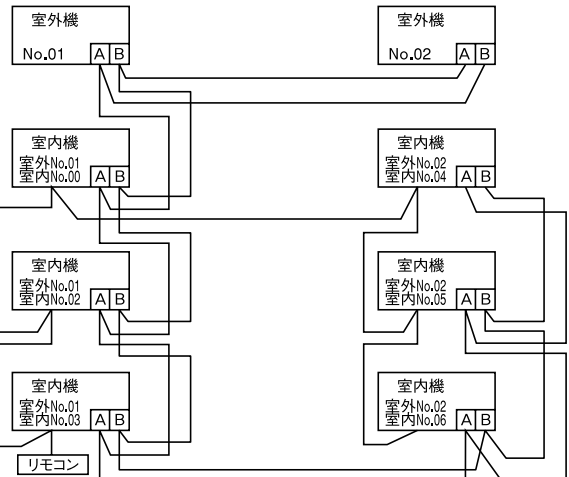 室外機
No.01
A B
室外機
No.02
A B
室内機
室外No.01
室内No.00
A B
室内機
室外No.02
室内No.04
A B
室内機
室外No.01
室内No.02
A B
室内機
室外No.02
室内No.05
A B
室内機
室外No.01
室内No.03
A B
リモコン
室内機
室外No.02
室内No.06
A B